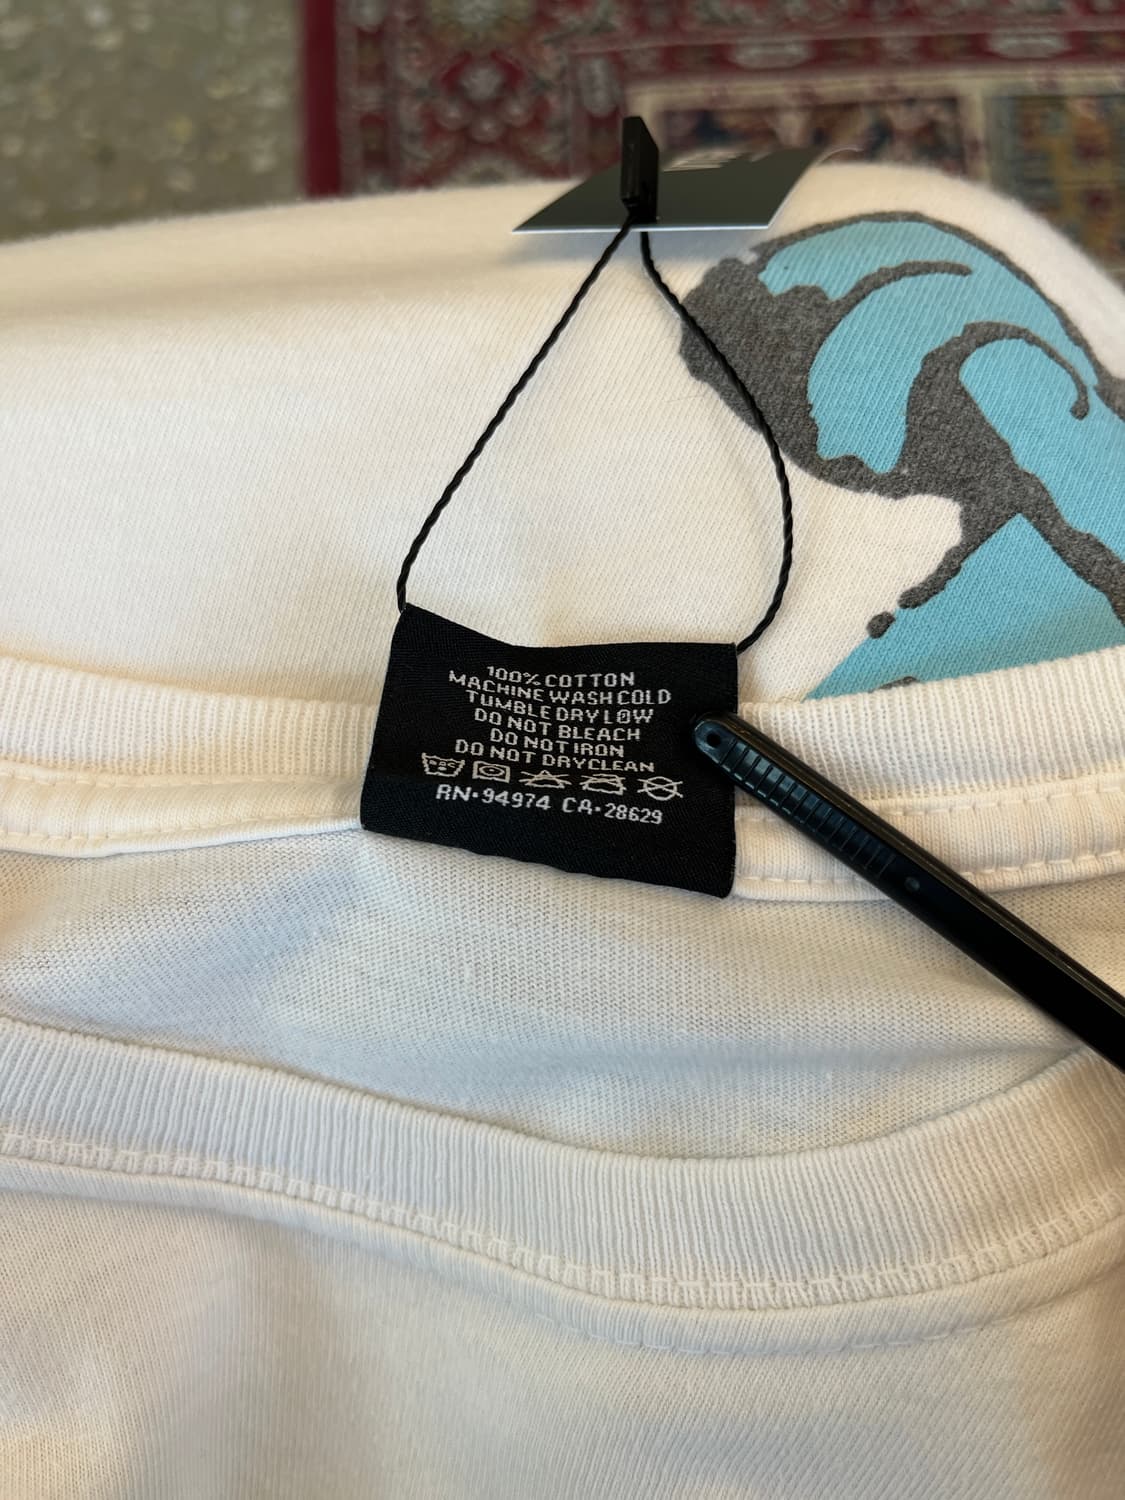 100% COTTON
MACHINE WASH COLD
TUMBLE DRY LOW
DO NOT BLEACH
DO NOT IRON
DO NOT DRYCLEAN
RN•94974 CA•28629